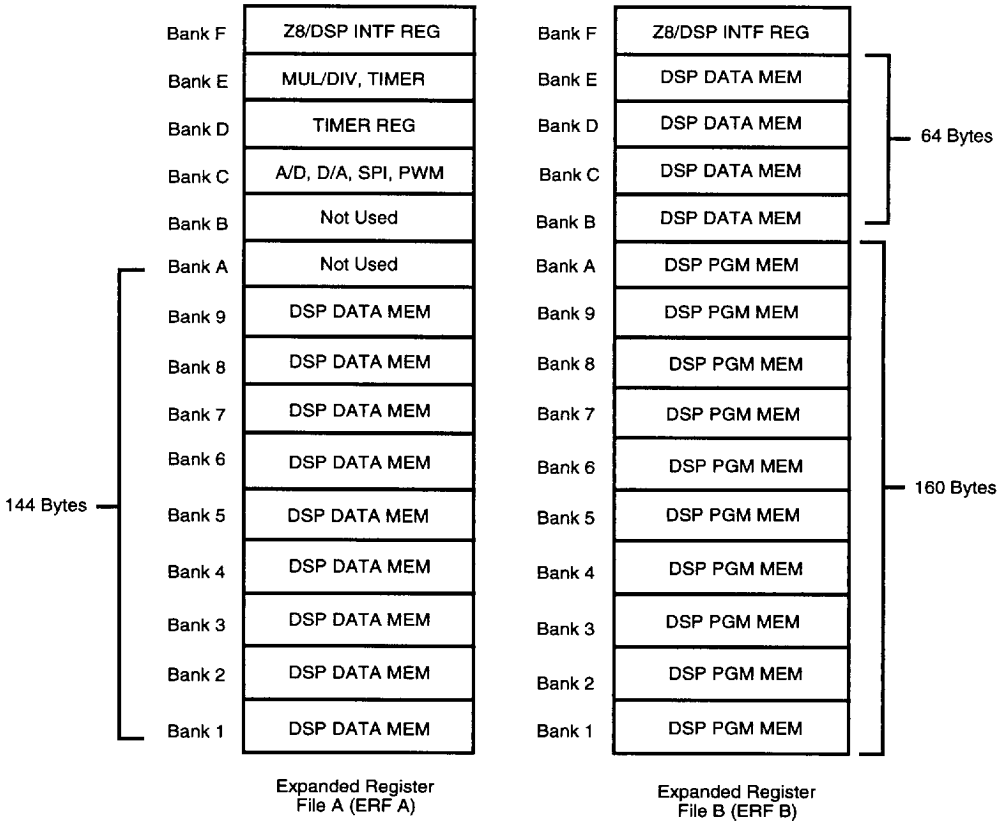 Bank F Z8/DSP INTF REG
Bank E MUL/DIV, TIMER
Bank D TIMER REG
Bank C A/D, D/A, SPI, PWM
Bank B Not Used
Bank A Not Used
Bank 9 DSP DATA MEM
Bank 8 DSP DATA MEM
Bank 7 DSP DATA MEM
Bank 6 DSP DATA MEM
Bank 5 DSP DATA MEM
Bank 4 DSP DATA MEM
Bank 3 DSP DATA MEM
Bank 2 DSP DATA MEM
Bank 1 DSP DATA MEM
144 Bytes
Expanded Register
File A (ERF A)
Bank F Z8/DSP INTF REG
Bank E DSP DATA MEM
Bank D DSP DATA MEM
Bank C DSP DATA MEM
Bank B DSP DATA MEM
64 Bytes
Bank A DSP PGM MEM
Bank 9 DSP PGM MEM
Bank 8 DSP PGM MEM
Bank 7 DSP PGM MEM
Bank 6 DSP PGM MEM
Bank 5 DSP PGM MEM
Bank 4 DSP PGM MEM
Bank 3 DSP PGM MEM
Bank 2 DSP PGM MEM
Bank 1 DSP PGM MEM
160 Bytes
Expanded Register
File B (ERF B)